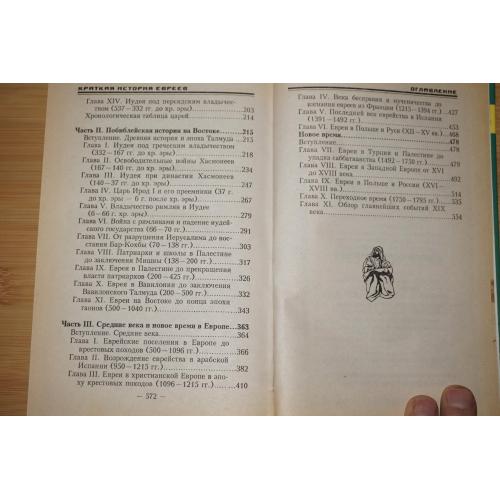 КРАТКАЯ ИСТОРИЯ ЕВРЕЕВ
Глава XIV. Иудея под персидским владычест-
твом (537—332 гг. до хр. эры) 203
Хронологическая таблица царей 214
Часть II. Побиблейская история на Востоке 215
Вступление. Древняя история и эпоха Талмуда 217
Глава I. Иудея под греческим владычеством
(332—167 гг. до хр. эры) 218
Глава II. Освободительные войны Хасмонеев
(167—140 гг. до хр. эры) 234
Глава III. Иудея при династии Хасмонеев
(140—37 гг. до хр. эры) 247
Глава IV. Царь Ирод I и его преемники (37 г.
до хр. эры — 6 г. после хр. эры) 267
Глава V. Владычество римлян в Иудее
(6—66 гг. хр. эры) 279
Глава VI. Война с римлянами и падение иудей-
ского государства (66—70 гг.) 291
Глава VII. От разрушения Иерусалима до вос-
стания Бар-Кохбы (70—138 гг.) 303
Глава VIII. Патриархи и школы в Палестине
до заключения Мишны (138—200 гг.) 316
Глава IX. Евреи в Палестине до прекращения
власти патриархов (200—425 гг.) 324
Глава X. Евреи в Вавилонии до заключения
Вавилонского Талмуда (200—500 гг.) 332
Глава XI. Евреи на Востоке до конца эпохи
гаонов (500—1040 гг.) 343
Часть III. Средние века и новое время в Европе 363
Вступление. Средние века 364
Глава I. Еврейские поселения в Европе до
крестовых походов (500—1096 гг.) 366
Глава II. Возрождение еврейства в арабской
Испании (950—1215 гг.) 382
Глава III. Евреи в христианской Европе в эпо-
ху крестовых походов (1096—1215 гг.) 410
— 572 —
ОГЛАВЛЕНИЕ
Глава IV. Века бесправия и мученичества до
изгнания евреев из Франции (1215—1394 гг.) 427
Глава V. Последний век еврейства в Испании
(1391—1492 гг.) 453
Глава VI. Евреи в Польше и Руси (XII—XV вв.) 468
Новое время 478
Вступление 478
Глава VII. Евреи в Турции и Палестине до
упадка саббатианства (1492—1750 гг.)
Глава VIII. Евреи в Западной Европе от XVI
до XVIII века
Глава IX. Евреи в Польше и России (XVI—
XVIII вв.) 514
Глава X. Переходное время (1750—1795 гг.) 535
Глава XI. Обзор главнейших событий XIX
века 554